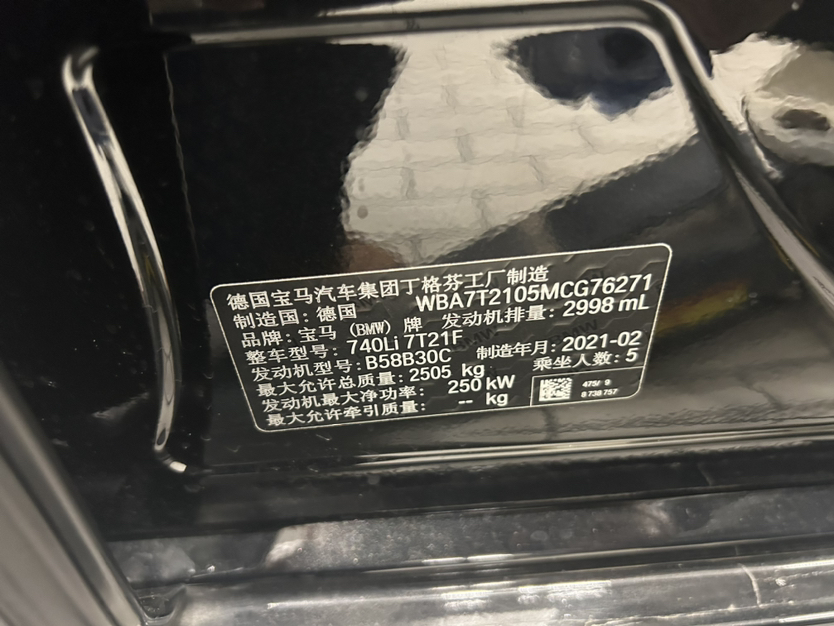 德国宝马汽车集团丁格芬工厂制造
制造国：德国 WBA7T2105MCG76271
品牌：宝马（BMW）牌 发动机排量：2998 mL
整车型号：740Li 7T21F
发动机型号：B58B30C 制造年月：2021-02
最大允许总质量：2505 kg 乘坐人数：5
发动机最大净功率： 250 kW
最大允许牵引质量： -- kg
8 738 757